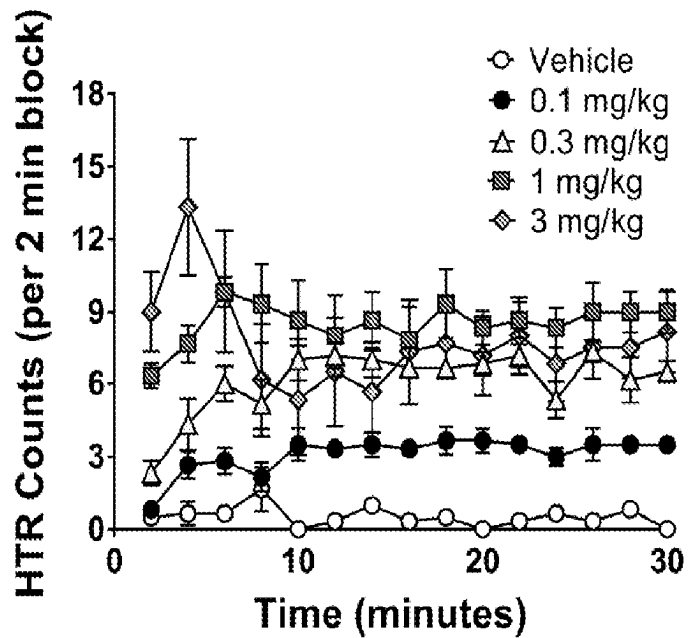 HTR Counts (per 2 min block)
Vehicle
0.1 mg/kg
0.3 mg/kg
1 mg/kg
3 mg/kg
18
15
12
9
6
3
0
0 10 20 30
Time (minutes)